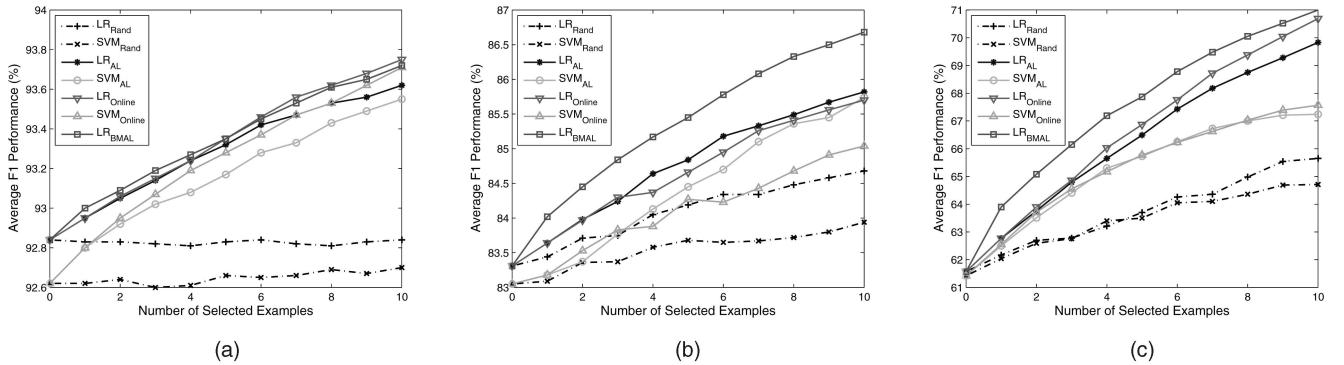 94
93.8
93.6
93.4
93.2
93
92.8
92.6
0 2 4 6 8 10
Average F1 Performance (%)
Number of Selected Examples
LR_Rand
SVM_Rand
LR_AL
SVM_AL
LR_Online
SVM_Online
LR_BMAL
(a)
87
86.5
86
85.5
85
84.5
84
83.5
83
0 2 4 6 8 10
Average F1 Performance (%)
Number of Selected Examples
LR_Rand
SVM_Rand
LR_AL
SVM_AL
LR_Online
SVM_Online
LR_BMAL
(b)
71
70
69
68
67
66
65
64
63
62
61
0 2 4 6 8 10
Average F1 Performance (%)
Number of Selected Examples
LR_Rand
SVM_Rand
LR_AL
SVM_AL
LR_Online
SVM_Online
LR_BMAL
(c)